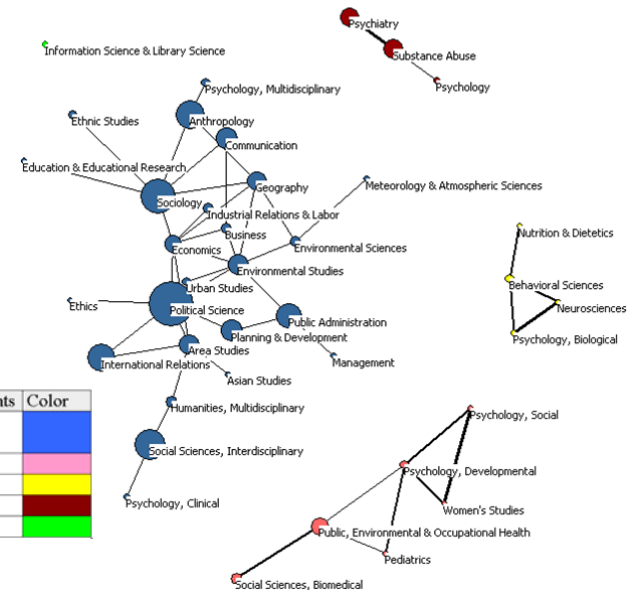 Psychiatry
Information Science & Library Science
Substance Abuse
Psychology
Psychology, Multidisciplinary
Ethnic Studies
Anthropology
Communication
Education & Educational Research
Geography
Meteorology & Atmospheric Sciences
Sociology
Industrial Relations & Labor
Business
Nutrition & Dietetics
Economics
Environmental Sciences
Environmental Studies
Behavioral Sciences
Urban Studies
Ethics
Political Science
Neurosciences
Public Administration
Planning & Development
Psychology, Biological
Area Studies
International Relations
Management
Asian Studies
Color
Humanities, Multidisciplinary
Psychology, Social
Social Sciences, Interdisciplinary
Psychology, Developmental
Psychology, Clinical
Women's Studies
Public, Environmental & Occupational Health
Pediatrics
Social Sciences, Biomedical